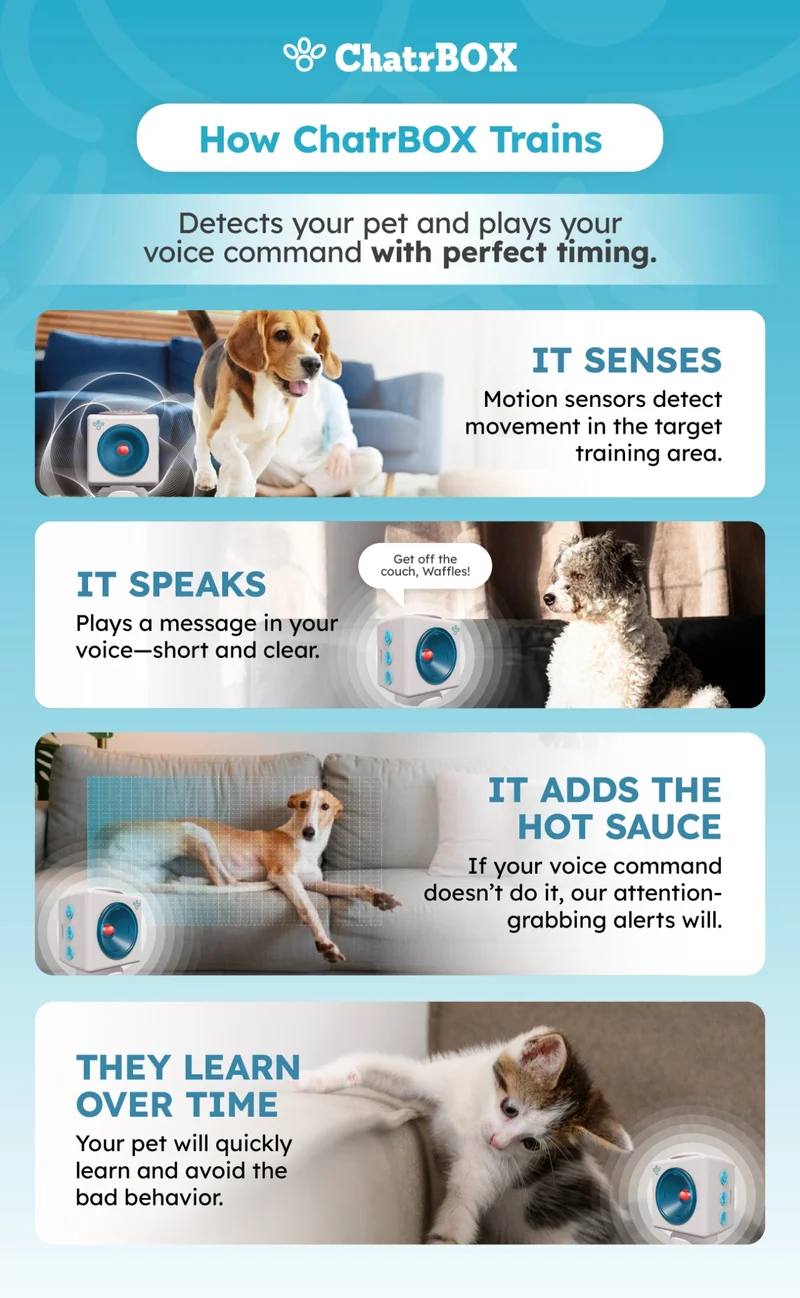 ChatrBOX
How ChatrBOX Trains
Detects your pet and plays your
voice command with perfect timing.
IT SENSES
Motion sensors detect
movement in the target
training area.
IT SPEAKS
Plays a message in your
voice—short and clear.
Get off the
couch, Waffles!
IT ADDS THE
HOT SAUCE
If your voice command
doesn’t do it, our attention-
grabbing alerts will.
THEY LEARN
OVER TIME
Your pet will quickly
learn and avoid the
bad behavior.